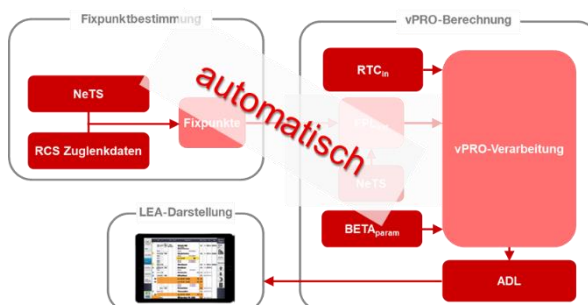 Fixpunktbestimmung
vPRO-Berechnung
NeTS
RCS Zuglenkdaten
Fixpunkte
automatisch
RTCin
NeTS
vPRO-Verarbeitung
BETAparam
ADL
LEA-Darstellung